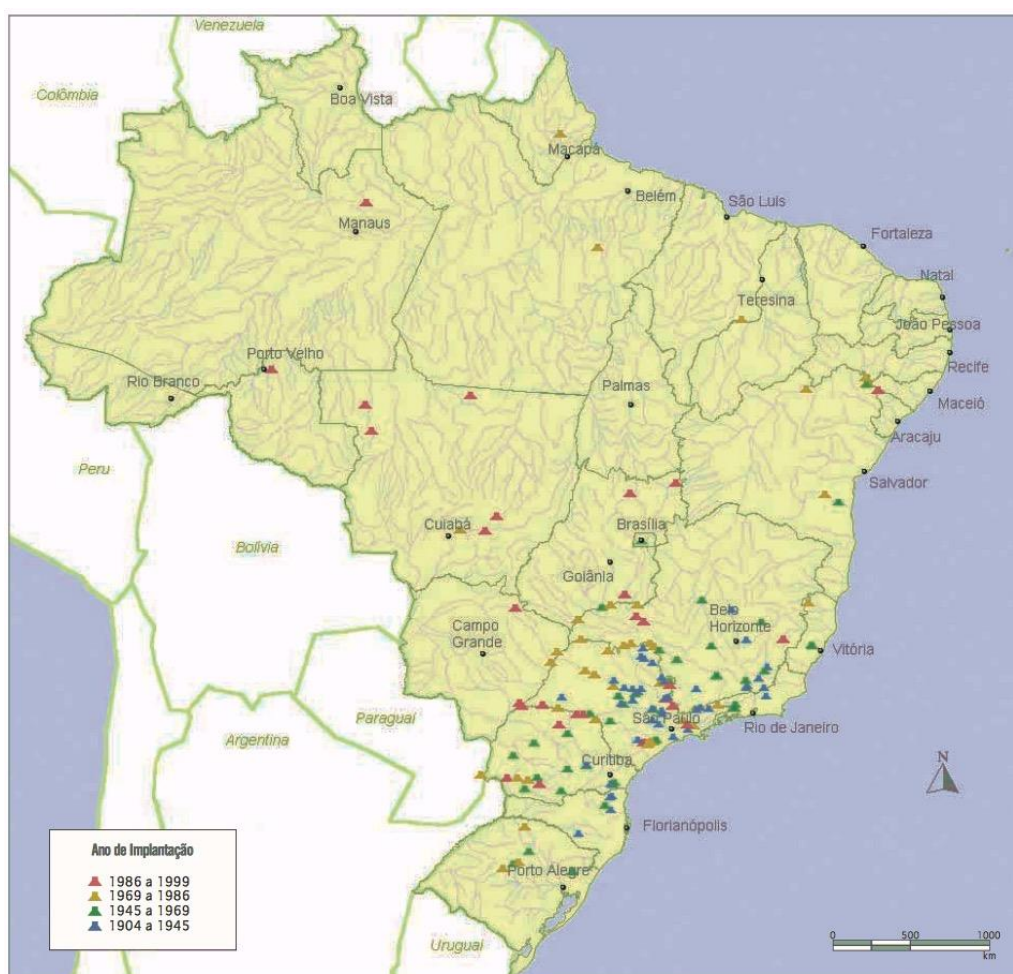 Venezuela
Colômbia
Boa Vista
Macapá
Belém
São Luis
Manaus
Fortaleza
Teresina
Natal
João Pessoa
Porto Velho
Recife
Rio Branco
Palmas
Maceió
Aracaju
Peru
Salvador
Cuiabá
Brasília
Bolívia
Goiânia
Belo
Horizonte
Campo
Grande
Vitória
Paraguai
São Paulo
Rio de Janeiro
Argentina
Curitiba
N
Florianópolis
Ano de Implantação
1986 a 1999
1969 a 1986
1945 a 1969
1904 a 1945
Porto Alegre
Uruguai
0 500 1000
km